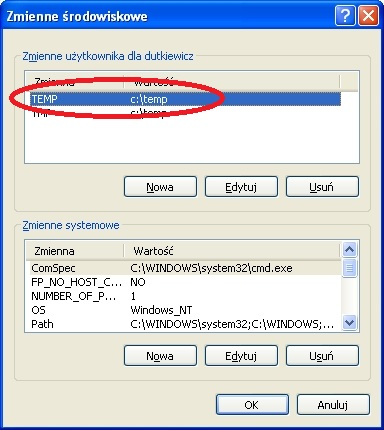 Zmienne środowiskowe
Zmienne użytkownika dla dutkiewicz
Zmienna Wartość
TEMP c:\temp
TMP c:\temp
Nowa Edytuj Usuń
Zmienne systemowe
Zmienna Wartość
ComSpec C:\WINDOWS\system32\cmd.exe
FP_NO_HOST_C... NO
NUMBER_OF_P... 1
OS Windows_NT
Path C:\WINDOWS\system32;C:\WINDOWS;...
Nowa Edytuj Usuń
OK Anuluj